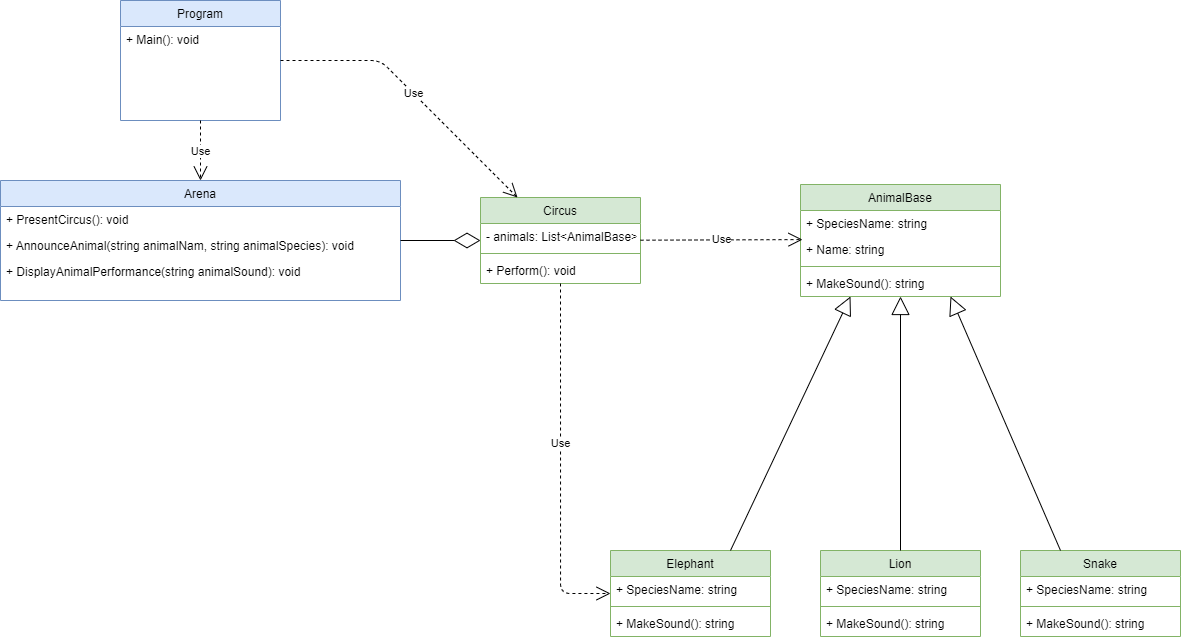 Program
+ Main(): void
Use
Use
Arena
+ PresentCircus(): void
+ AnnounceAnimal(string animalNam, string animalSpecies): void
+ DisplayAnimalPerformance(string animalSound): void
Circus
- animals: List<AnimalBase>
+ Perform(): void
Use
AnimalBase
+ SpeciesName: string
+ Name: string
+ MakeSound(): string
Use
Elephant
+ SpeciesName: string
+ MakeSound(): string
Lion
+ SpeciesName: string
+ MakeSound(): string
Snake
+ SpeciesName: string
+ MakeSound(): string